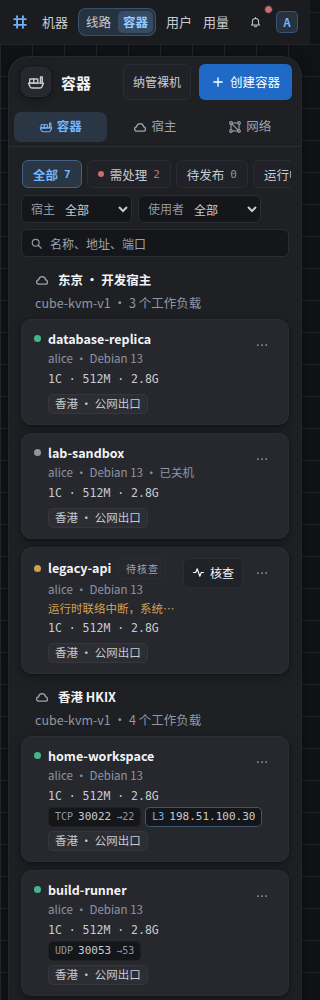 机器 线路 容器 用户 用量 A
容器 纳管裸机 创建容器
容器 宿主 网络
全部 7 需处理 2 待发布 0
宿主 全部 使用者 全部
名称、地址、端口
东京 · 开发宿主
cube-kvm-v1 · 3 个工作负载
database-replica ...
alice · Debian 13
1C · 512M · 2.8G
香港 · 公网出口
lab-sandbox ...
alice · Debian 13 · 已关机
1C · 512M · 2.8G
香港 · 公网出口
legacy-api 待核查 核查 ...
alice · Debian 13
运行时联络中断，系统…
1C · 512M · 2.8G
香港 · 公网出口
香港 HKIX
cube-kvm-v1 · 4 个工作负载
home-workspace ...
alice · Debian 13
1C · 512M · 2.8G
TCP 30022 →22 L3 198.51.100.30
香港 · 公网出口
build-runner ...
alice · Debian 13
1C · 512M · 2.8G
UDP 30053 →53
香港 · 公网出口